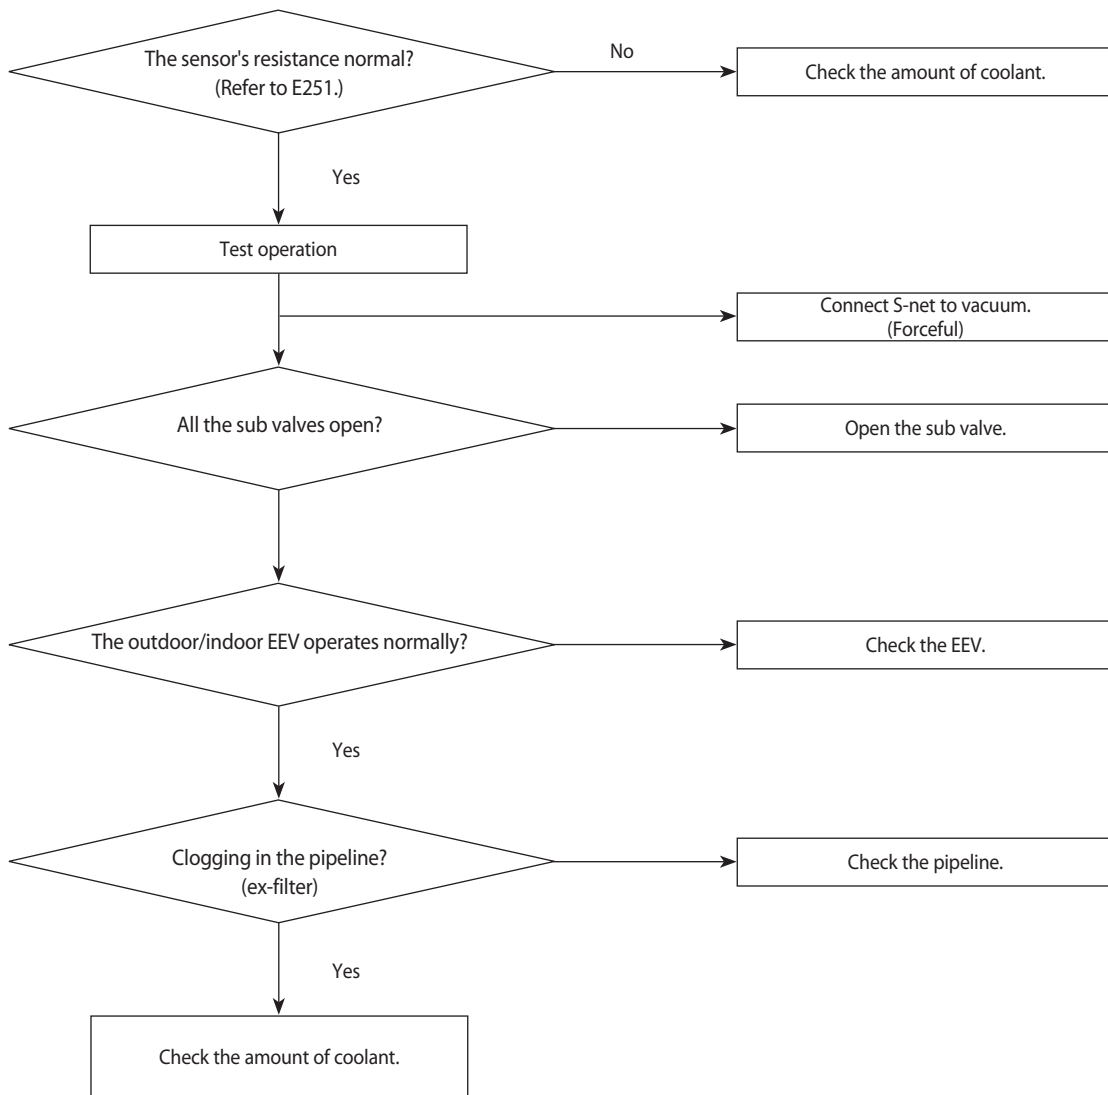 The sensor's resistance normal?
(Refer to E251.)
No
Check the amount of coolant.
Yes
Test operation
Connect S-net to vacuum.
(Forceful)
All the sub valves open?
Open the sub valve.
The outdoor/indoor EEV operates normally?
Check the EEV.
Yes
Clogging in the pipeline?
(ex-filter)
Check the pipeline.
Yes
Check the amount of coolant.